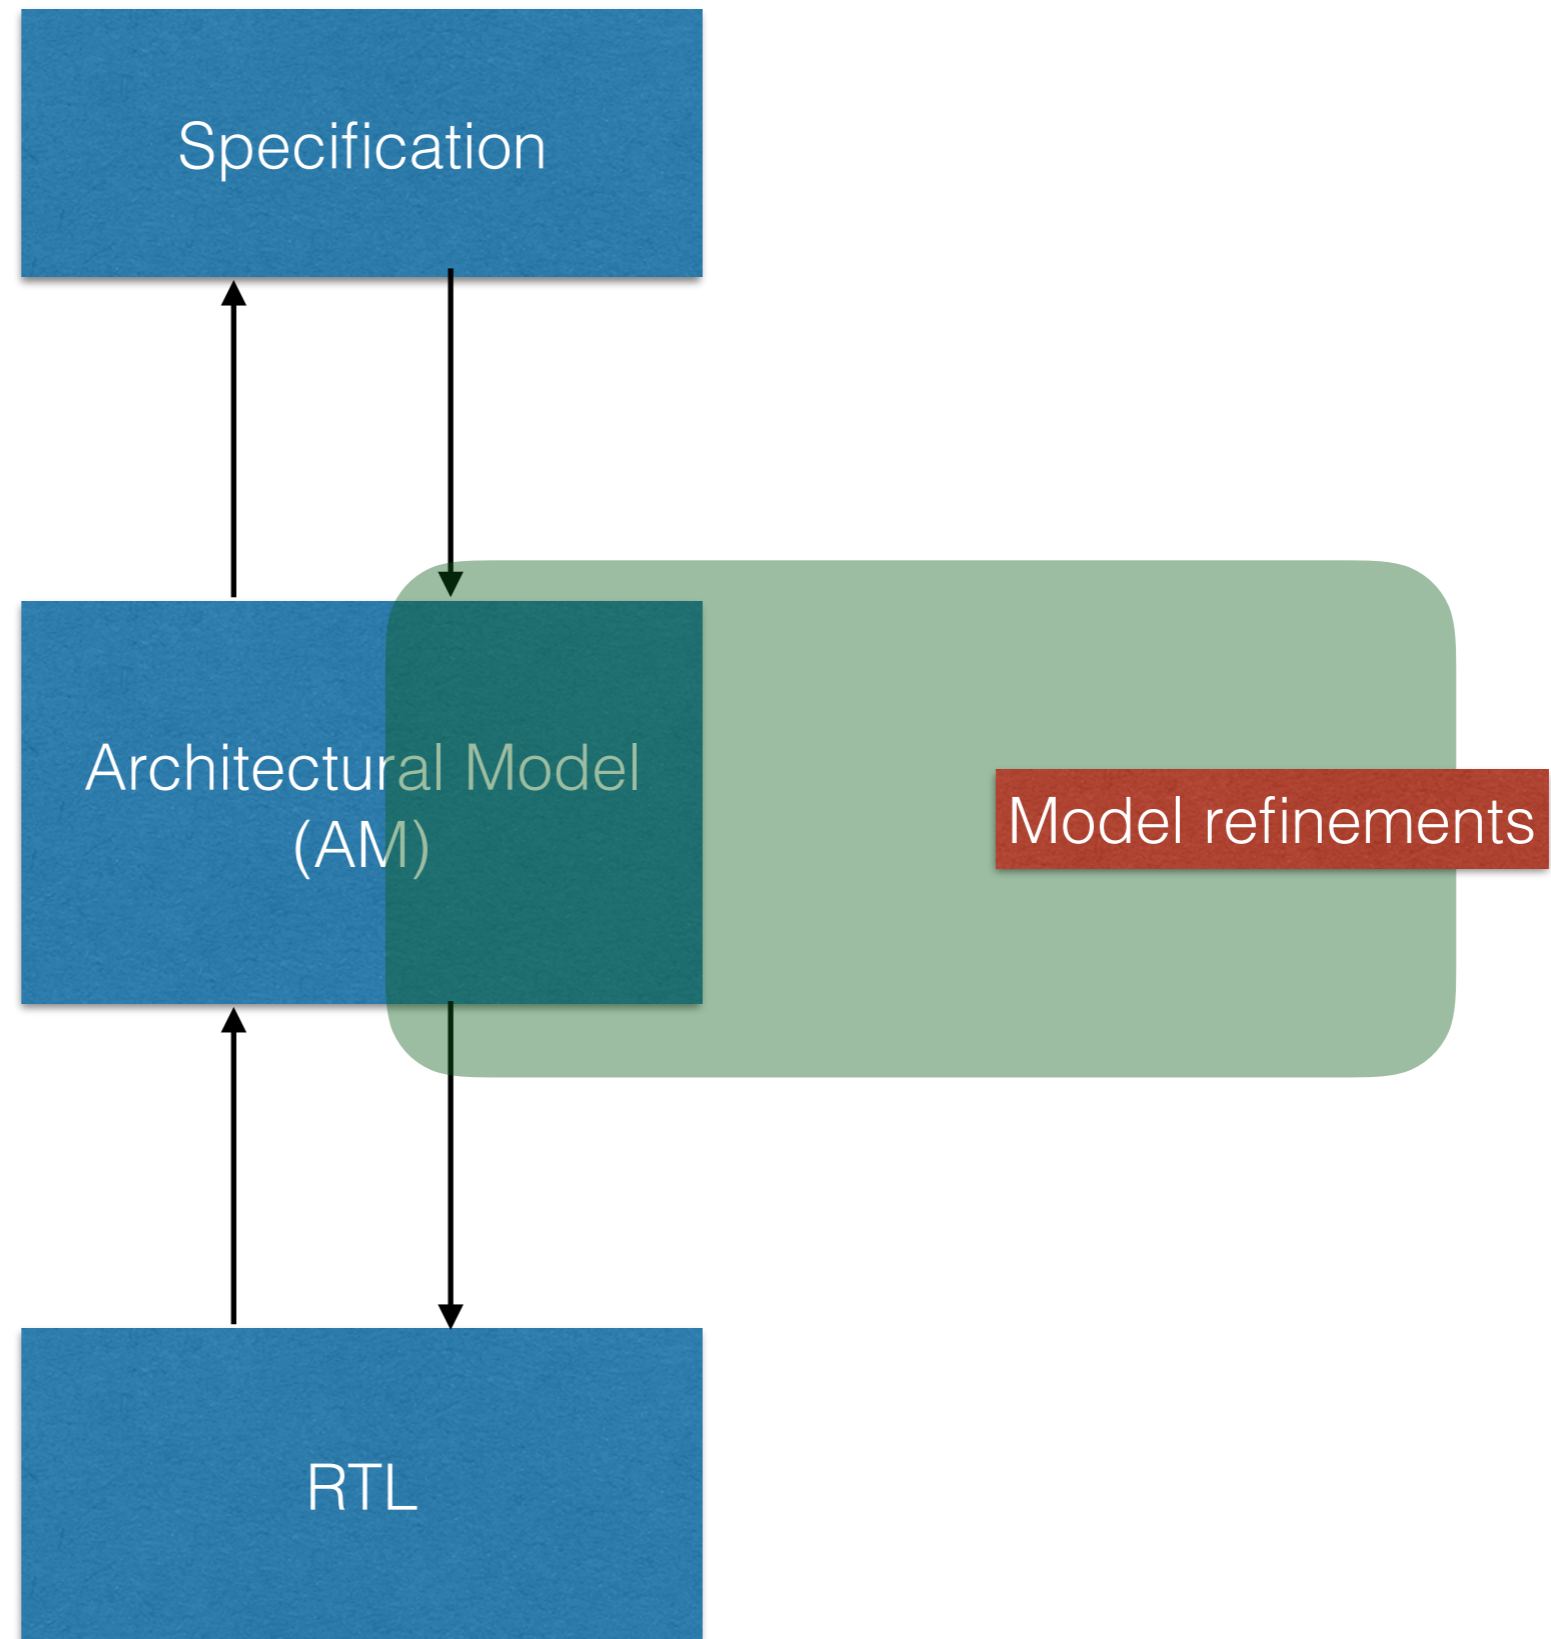 Specification
Architectural Model
(AM)
Model refinements
RTL